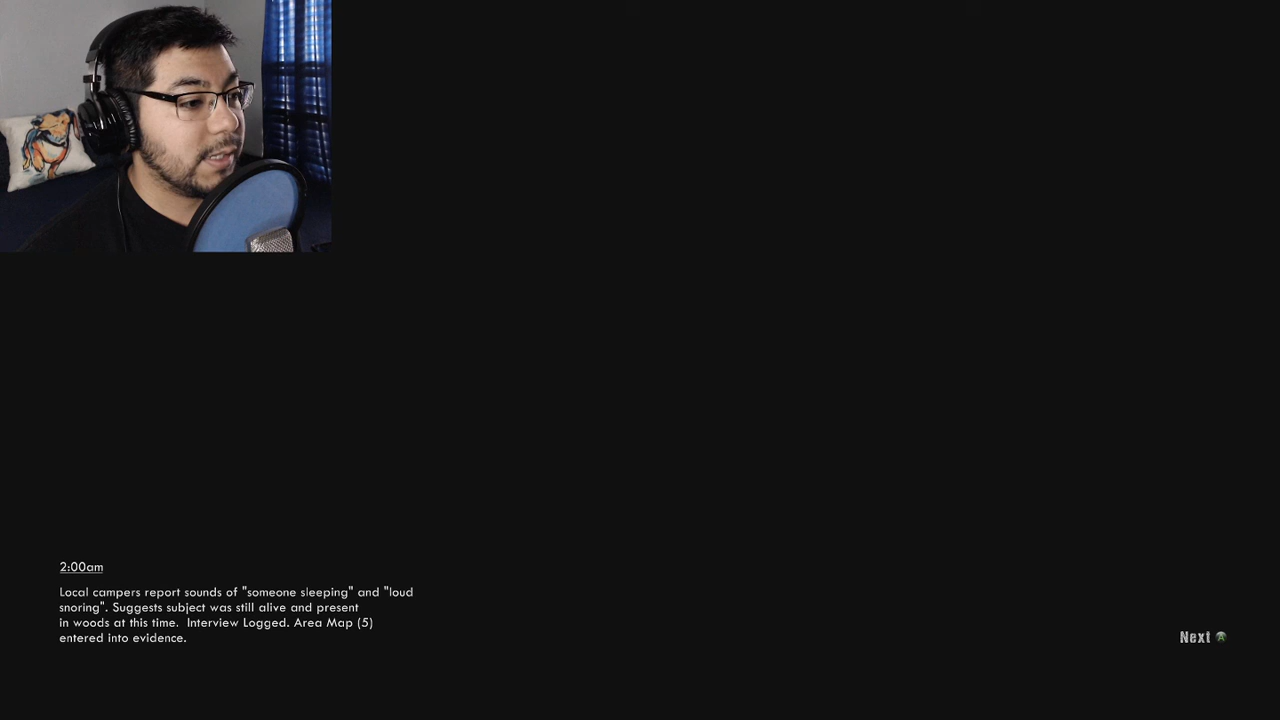 2:00am
Local campers report sounds of "someone sleeping" and "loud
snoring". Suggests subject was still alive and present
in woods at this time.  Interview Logged. Area Map (5)
entered into evidence.
Next A